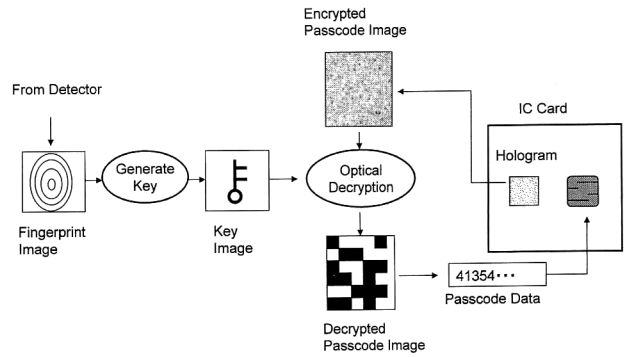 Encrypted
Passcode Image
From Detector
IC Card
Hologram
Generate
Key
Optical
Decryption
Fingerprint
Image
Key
Image
41354···
Passcode Data
Decrypted
Passcode Image